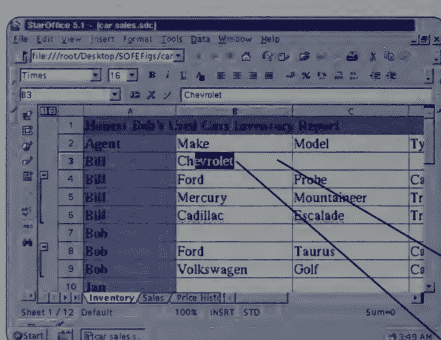 StarOffice 5.1 - [car sales.sdc]
File Edit View Insert Format Tools Data Window Help
file:///root/Desktop/SOFEFigs/car
Times 16 B i U
B3 Chevrolet
A B C
1 Honest Bob's Used Cars Inventory Report
2 Agent Make Model Ty
3 Bill Chevrolet
4 Bill Ford Probe Ca
5 Bill Mercury Mountaineer Tr
6 Bill Cadillac Escalade Tr
7 Bob
8 Bob Ford Taurus Ca
9 Bob Volkswagen Golf Ca
10 Jan
Inventory Sales Price Histo
Sheet 1 / 12 Default 100% INSRT STD Sum=0
Start car sales.s 3:49 AM